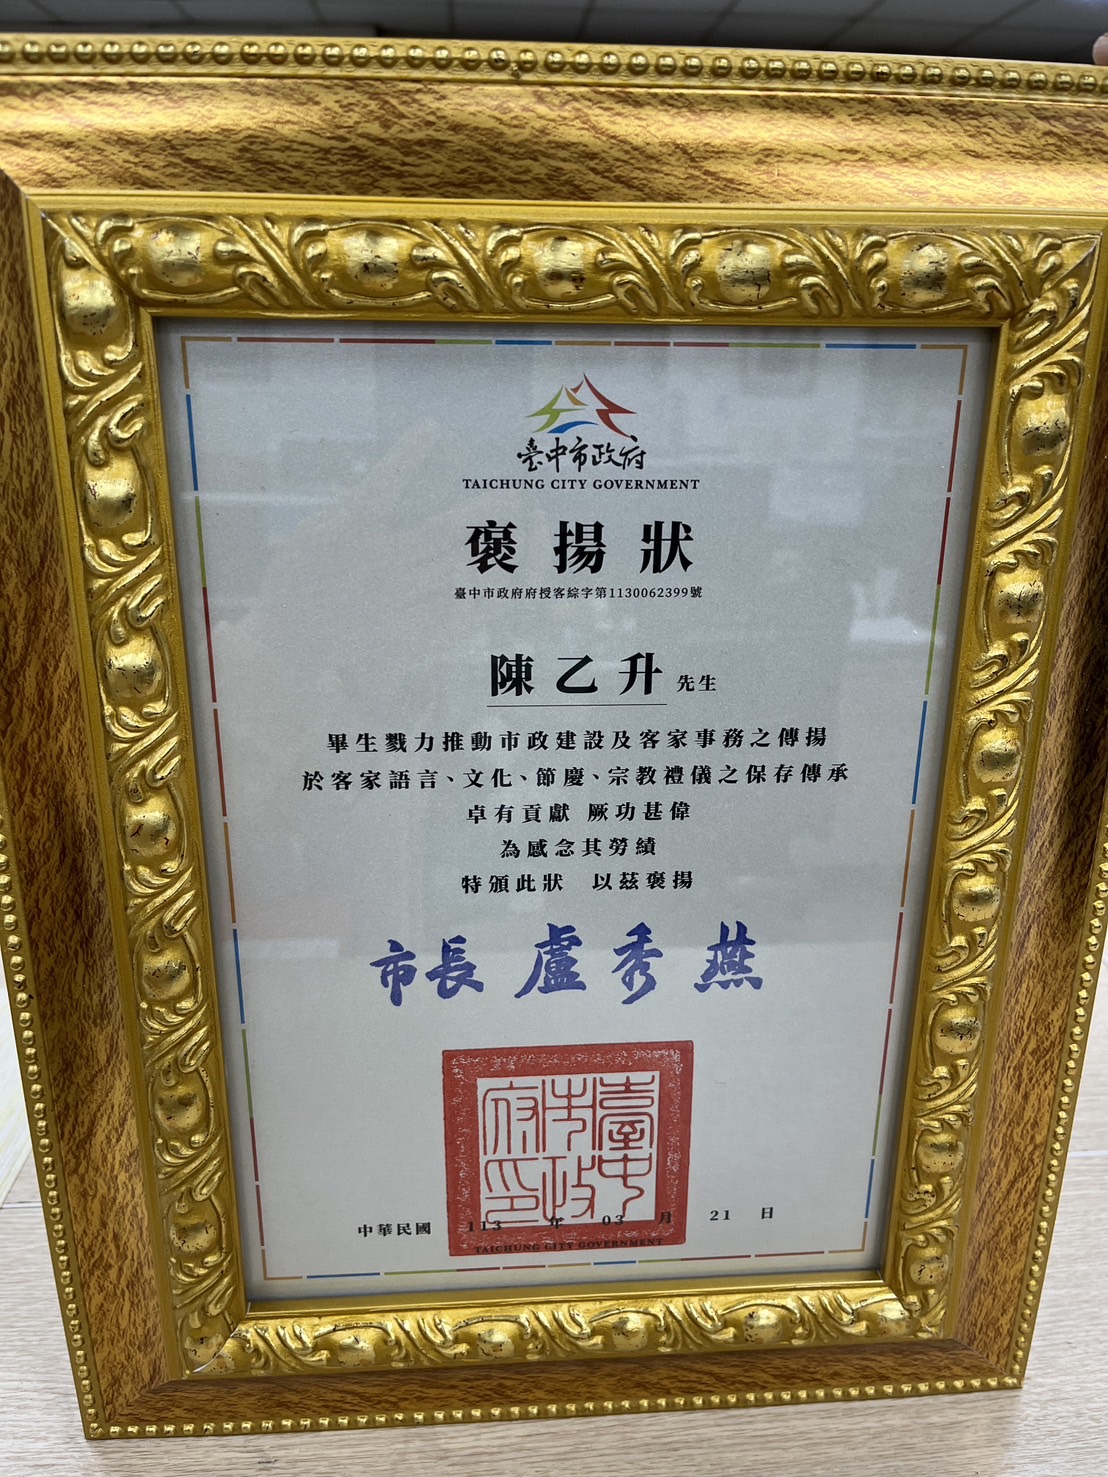 臺中市政府
TAICHUNG CITY GOVERNMENT
褒揚狀
臺中市政府府授客綜字第1130062399號
陳乙升 先生
畢生戮力推動市政建設及客家事務之傳揚
於客家語言、文化、節慶、宗教禮儀之保存傳承
卓有貢獻 厥功甚偉
為感念其勞績
特頒此狀 以茲褒揚
市長 盧秀燕
臺中市政府印
中華民國 113 年 03 月 21 日
TAICHUNG CITY GOVERNMENT